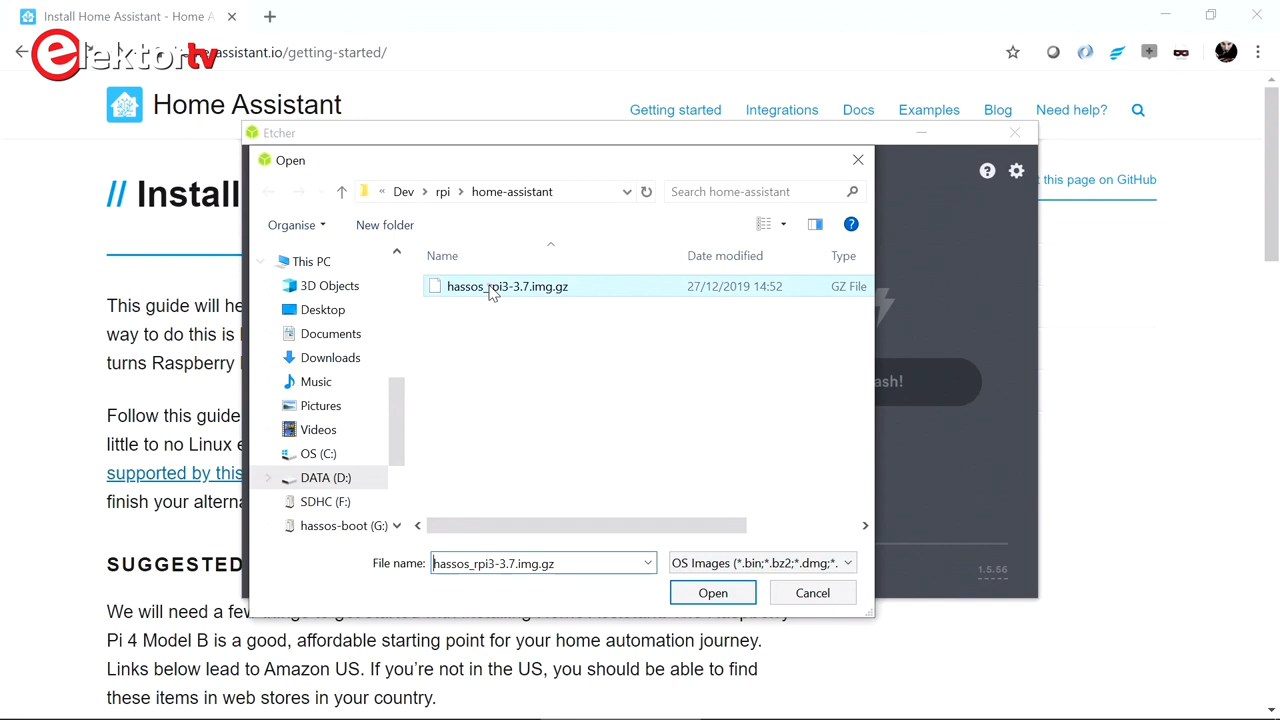 Install Home Assistant - Home A
elektor tv
assistant.io/getting-started/
Home Assistant
Getting started
Integrations
Docs
Examples
Blog
Need help?
Etcher
// Install
t this page on GitHub
Open
« Dev > rpi > home-assistant
Search home-assistant
Organise
New folder
This PC
3D Objects
Desktop
Documents
Downloads
Music
Pictures
Videos
OS (C:)
DATA (D:)
SDHC (F:)
hassos-boot (G:)
Name
Date modified
Type
hassos_rpi3-3.7.img.gz
27/12/2019 14:52
GZ File
ash!
This guide will he
way to do this is
turns Raspberry
Follow this guide
little to no Linux e
supported by this
finish your alterna
File name:
hassos_rpi3-3.7.img.gz
OS Images (*.bin;*.bz2;*.dmg;*.
Open
Cancel
1.5.56
SUGGESTED
We will need a few
Pi 4 Model B is a good, affordable starting point for your home automation journey.
Links below lead to Amazon US. If you're not in the US, you should be able to find
these items in web stores in your country.